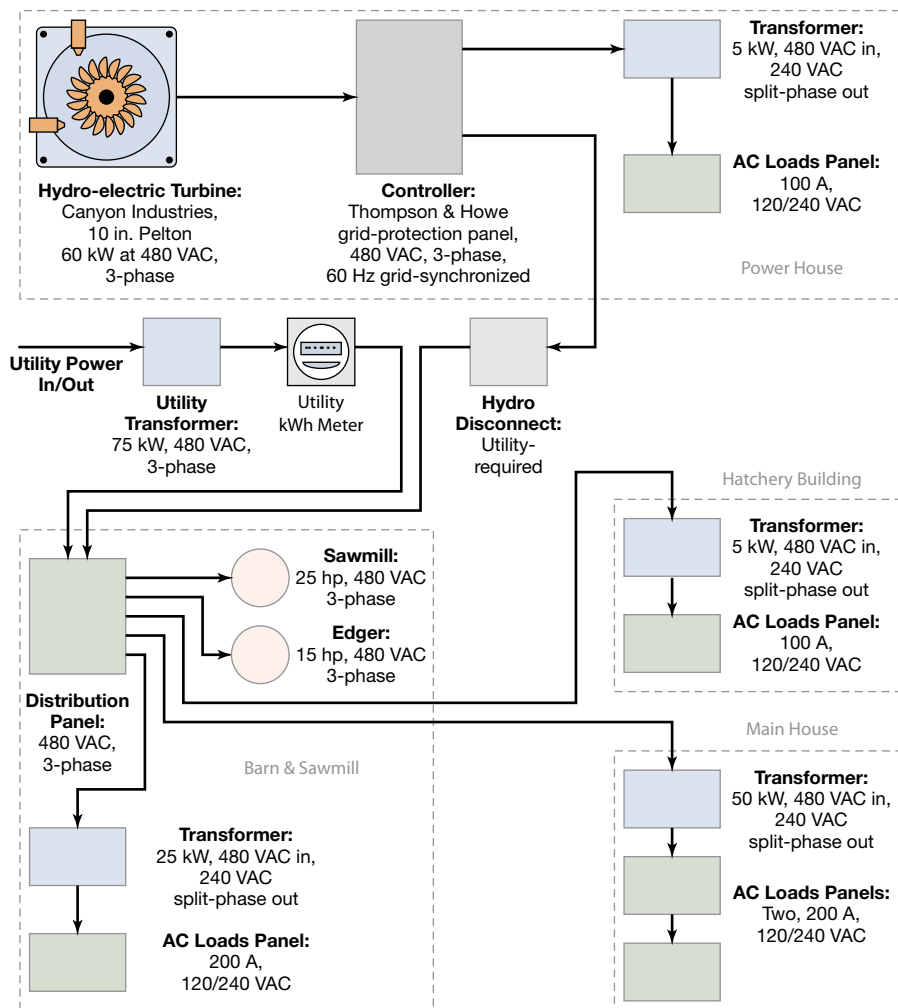 Hydro-electric Turbine:
Canyon Industries,
10 in. Pelton
60 kW at 480 VAC,
3-phase
Controller:
Thompson & Howe
grid-protection panel,
480 VAC, 3-phase,
60 Hz grid-synchronized
Transformer:
5 kW, 480 VAC in,
240 VAC
split-phase out
AC Loads Panel:
100 A,
120/240 VAC
Power House
Utility Power
In/Out
Utility
Transformer:
75 kW, 480 VAC,
3-phase
Utility
kWh Meter
Hydro
Disconnect:
Utility-
required
Hatchery Building
Transformer:
5 kW, 480 VAC in,
240 VAC
split-phase out
AC Loads Panel:
100 A,
120/240 VAC
Sawmill:
25 hp, 480 VAC
3-phase
Edger:
15 hp, 480 VAC
3-phase
Distribution
Panel:
480 VAC,
3-phase
Barn & Sawmill
Transformer:
25 kW, 480 VAC in,
240 VAC
split-phase out
AC Loads Panel:
200 A,
120/240 VAC
Main House
Transformer:
50 kW, 480 VAC in,
240 VAC
split-phase out
AC Loads Panels:
Two, 200 A,
120/240 VAC